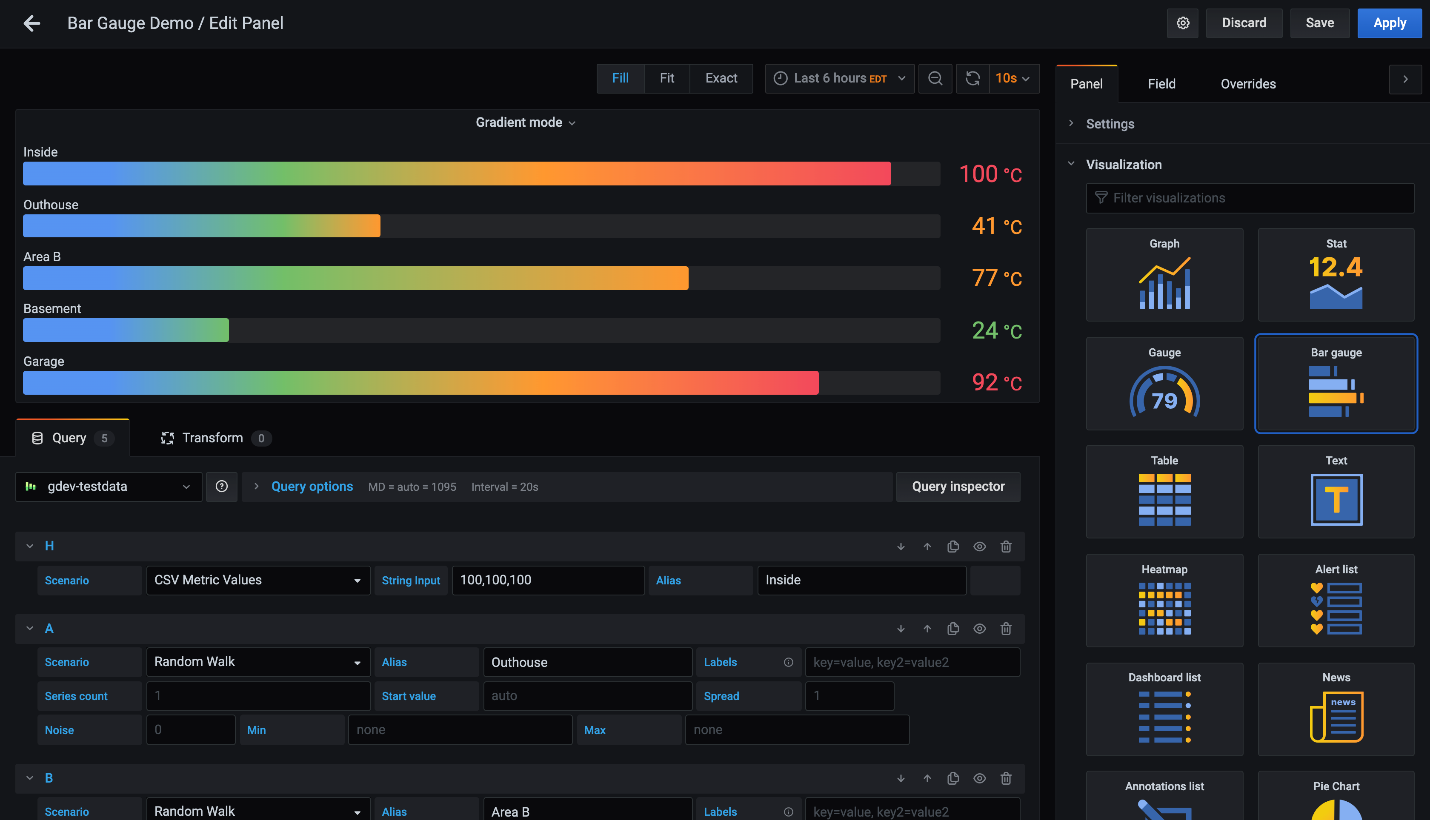 Bar Gauge Demo / Edit Panel
Discard
Save
Apply
Fill
Fit
Exact
Last 6 hours EDT
10s
Gradient mode
Inside
100 °C
Outhouse
41 °C
Area B
77 °C
Basement
24 °C
Garage
92 °C
Query 5
Transform 0
gdev-testdata
Query options MD = auto = 1095 Interval = 20s
Query inspector
H
Scenario CSV Metric Values String Input 100,100,100 Alias Inside
A
Scenario Random Walk Alias Outhouse Labels key=value, key2=value2
Series count 1 Start value auto Spread 1
Noise 0 Min none Max none
B
Scenario Random Walk Alias Area B Labels key=value, key2=value2
Panel
Field
Overrides
Settings
Visualization
Filter visualizations
Graph
Stat
12.4
Gauge
79
Bar gauge
Table
Text
T
Heatmap
Alert list
Dashboard list
News
news
Annotations list
Pie Chart